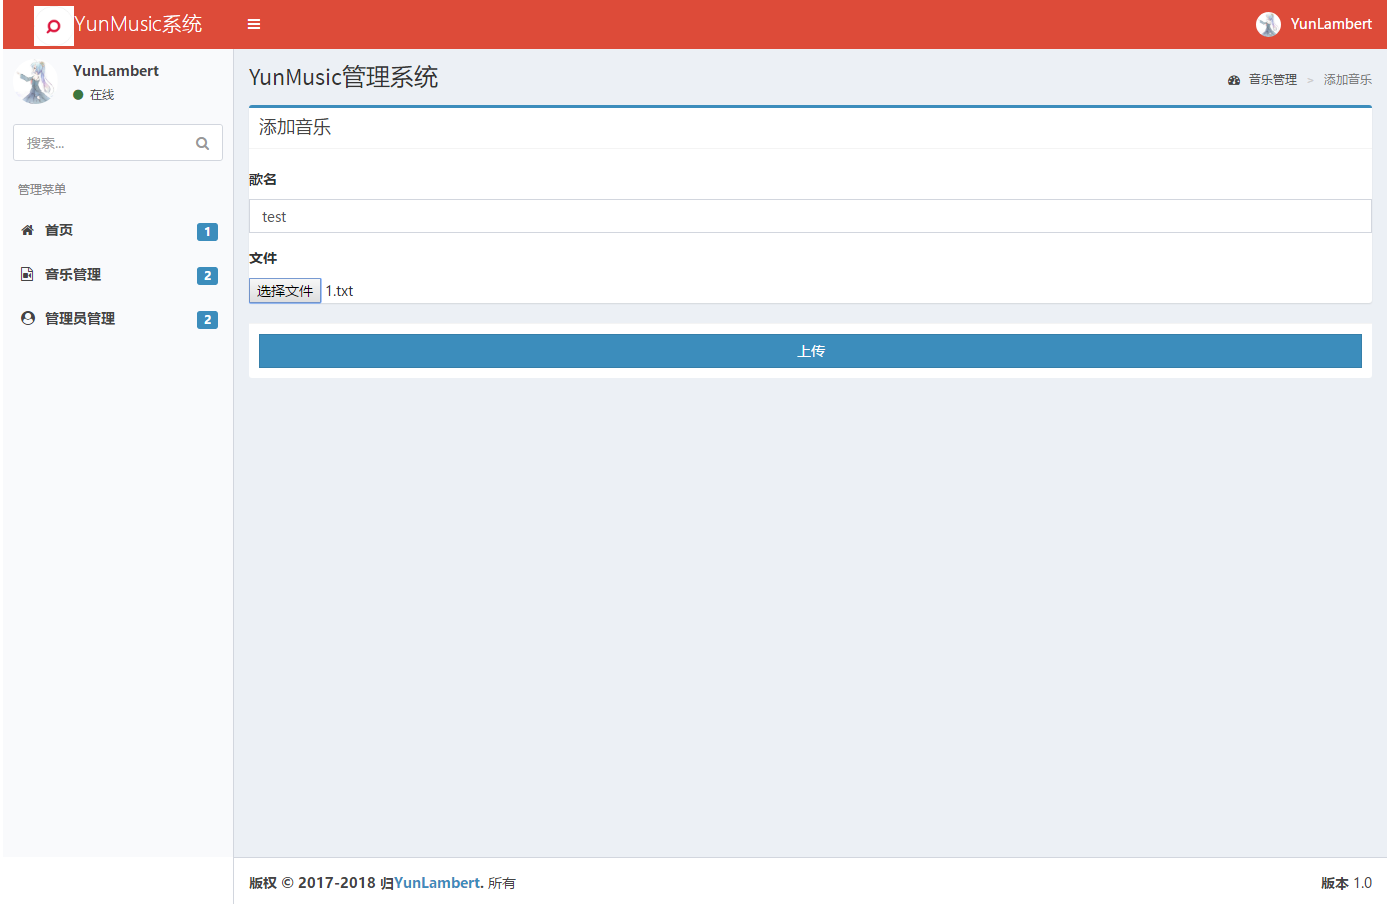 YunMusic系统
YunLambert
YunLambert
在线
搜索...
管理菜单
首页 1
音乐管理 2
管理员管理 2
YunMusic管理系统
音乐管理 > 添加音乐
添加音乐
歌名
test
文件
选择文件 1.txt
上传
版权 © 2017-2018 归YunLambert. 所有
版本 1.0